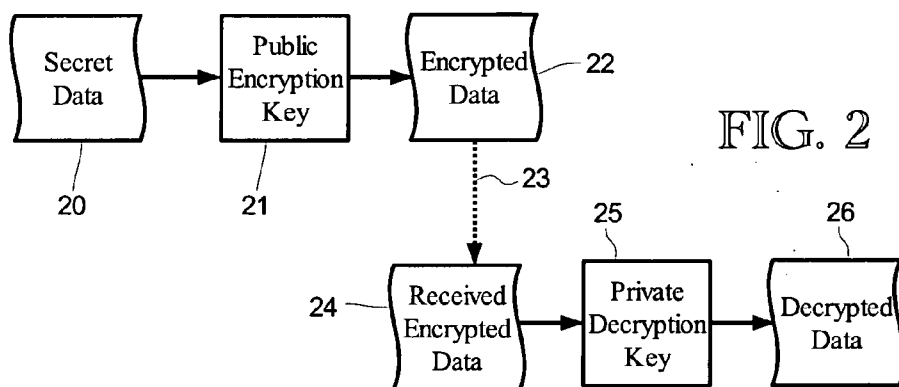 Secret
Data
Public
Encryption
Key
Encrypted
Data
22
FIG. 2
20
21
23
25
26
24
Received
Encrypted
Data
Private
Decryption
Key
Decrypted
Data